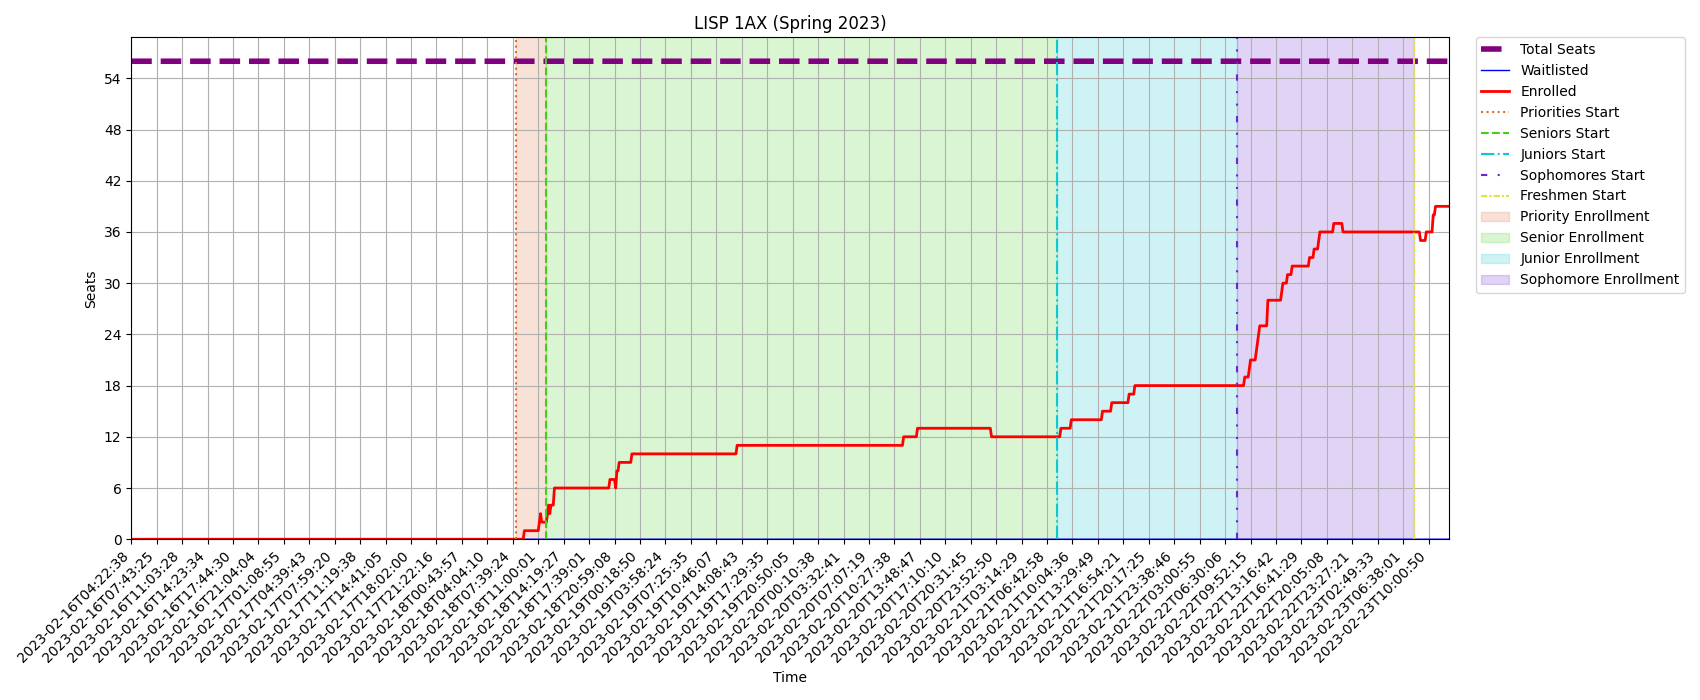 LISP 1AX (Spring 2023)
Seats
54
48
42
36
30
24
18
12
6
0
2023-02-16T04:22:38
2023-02-16T07:43:25
2023-02-16T11:03:28
2023-02-16T14:23:34
2023-02-16T17:44:30
2023-02-16T21:04:04
2023-02-17T01:08:55
2023-02-17T04:39:43
2023-02-17T07:59:20
2023-02-17T11:19:38
2023-02-17T14:41:05
2023-02-17T18:02:00
2023-02-17T21:22:16
2023-02-18T00:43:57
2023-02-18T04:04:10
2023-02-18T07:39:24
2023-02-18T11:00:01
2023-02-18T14:19:27
2023-02-18T17:39:01
2023-02-18T20:59:08
2023-02-19T00:18:50
2023-02-19T03:58:24
2023-02-19T07:25:35
2023-02-19T10:46:07
2023-02-19T14:08:43
2023-02-19T17:29:35
2023-02-19T20:50:05
2023-02-20T00:10:38
2023-02-20T03:32:41
2023-02-20T07:07:19
2023-02-20T10:27:38
2023-02-20T13:48:47
2023-02-20T17:10:10
2023-02-20T20:31:45
2023-02-20T23:52:50
2023-02-21T03:14:29
2023-02-21T06:42:58
2023-02-21T10:04:36
2023-02-21T13:29:49
2023-02-21T16:54:21
2023-02-21T20:17:25
2023-02-21T23:38:46
2023-02-22T03:00:55
2023-02-22T06:30:06
2023-02-22T09:52:15
2023-02-22T13:16:42
2023-02-22T16:41:29
2023-02-22T20:05:08
2023-02-22T23:27:21
2023-02-23T02:49:33
2023-02-23T06:38:01
2023-02-23T10:00:50
Time
Total Seats
Waitlisted
Enrolled
Priorities Start
Seniors Start
Juniors Start
Sophomores Start
Freshmen Start
Priority Enrollment
Senior Enrollment
Junior Enrollment
Sophomore Enrollment